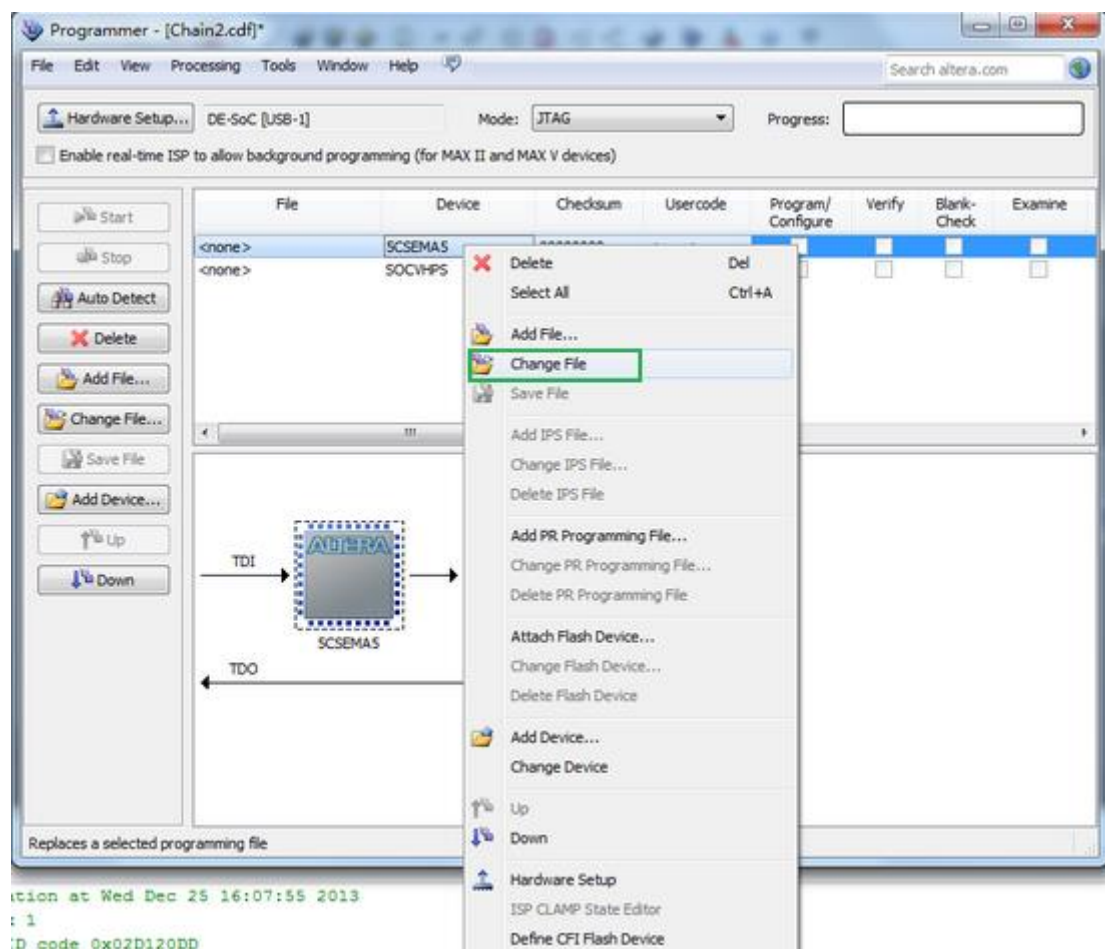 Programmer - [Chain2.cdf]*
File Edit View Processing Tools Window Help
Search altera.com
Hardware Setup... DE-SoC [USB-1] Mode: JTAG Progress:
Enable real-time ISP to allow background programming (for MAX II and MAX V devices)
File Device Checksum Usercode Program/ Configure Verify Blank- Check Examine
Start
Stop
Auto Detect
Delete
Add File...
Change File...
Save File
Add Device...
Up
Down
<none> SCSEMA5
<none> SOCVHPS
Delete Del
Select All Ctrl+A
Add File...
Change File
Save File
Add IPS File...
Change IPS File...
Delete IPS File
Add PR Programming File...
Change PR Programming File...
Delete PR Programming File
Attach Flash Device...
Change Flash Device...
Delete Flash Device
Add Device...
Change Device
Up
Down
Hardware Setup
ISP CLAMP State Editor
Define CFI Flash Device
TDI
ALTERA
SCSEMA5
TDO
Replaces a selected programming file
ation at Wed Dec 25 16:07:55 2013
: 1
ID code 0x02D120DD